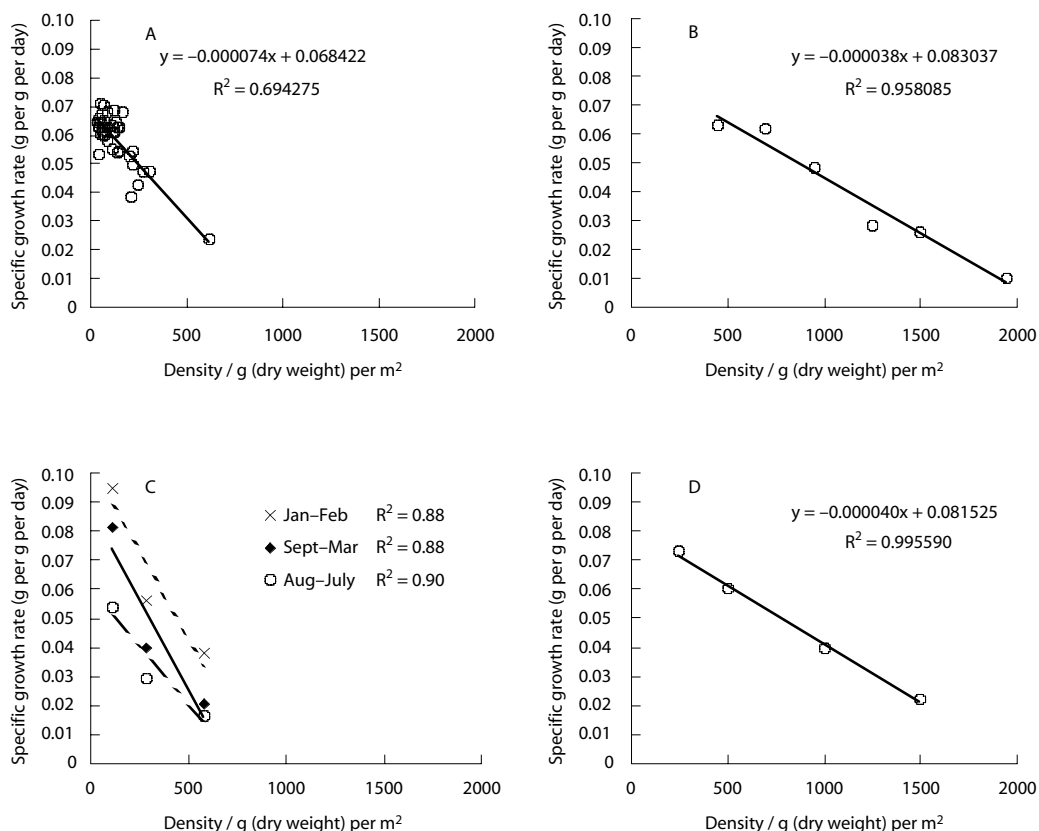 A
y = –0.000074x + 0.068422
R² = 0.694275
Specific growth rate (g per g per day)
0.10
0.09
0.08
0.07
0.06
0.05
0.04
0.03
0.02
0.01
0
0 500 1000 1500 2000
Density / g (dry weight) per m²
B
y = –0.000038x + 0.083037
R² = 0.958085
Specific growth rate (g per g per day)
0.10
0.09
0.08
0.07
0.06
0.05
0.04
0.03
0.02
0.01
0
0 500 1000 1500 2000
Density / g (dry weight) per m²
C
Jan–Feb R² = 0.88
Sept–Mar R² = 0.88
Aug–July R² = 0.90
Specific growth rate (g per g per day)
0.10
0.09
0.08
0.07
0.06
0.05
0.04
0.03
0.02
0.01
0
0 500 1000 1500 2000
Density / g (dry weight) per m²
D
y = –0.000040x + 0.081525
R² = 0.995590
Specific growth rate (g per g per day)
0.10
0.09
0.08
0.07
0.06
0.05
0.04
0.03
0.02
0.01
0
0 500 1000 1500 2000
Density / g (dry weight) per m²